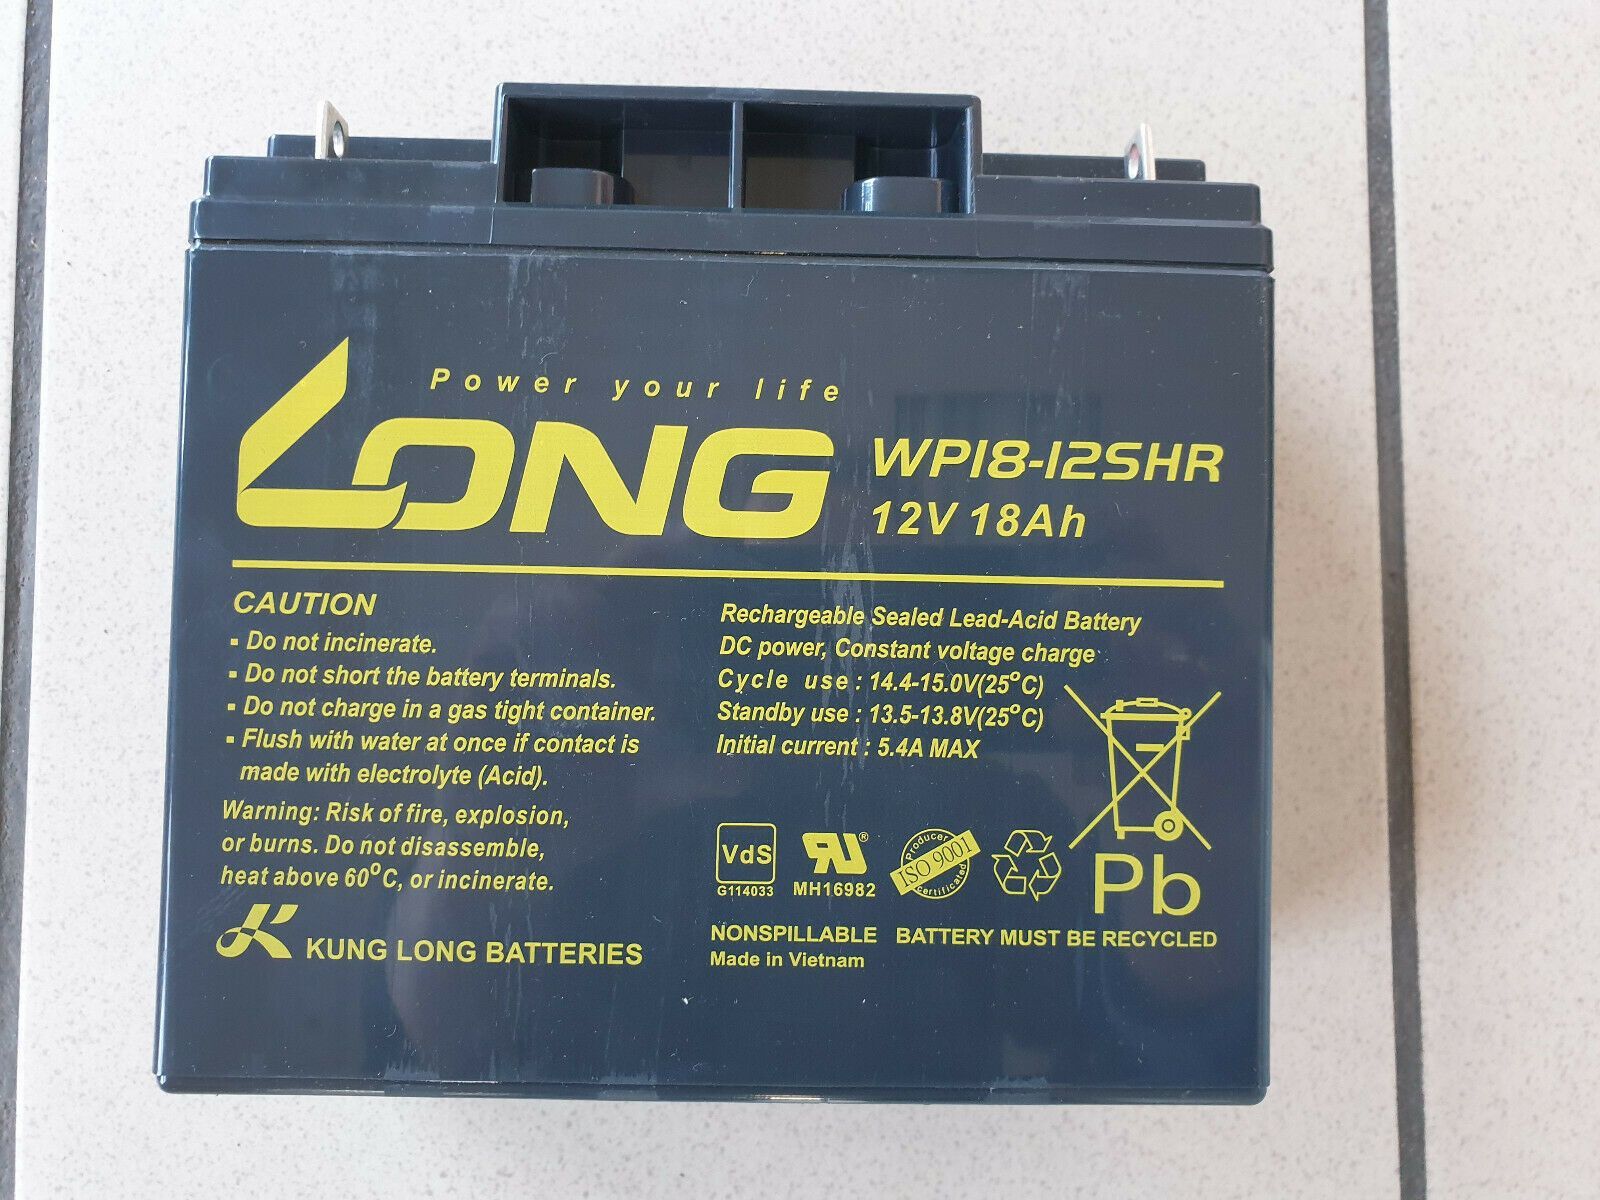 Power your life
LONG
WP18-12SHR
12V 18Ah
CAUTION
▪ Do not incinerate.
▪ Do not short the battery terminals.
▪ Do not charge in a gas tight container.
▪ Flush with water at once if contact is
made with electrolyte (Acid).
Warning: Risk of fire, explosion,
or burns. Do not disassemble,
heat above 60°C, or incinerate.
KUNG LONG BATTERIES
Rechargeable Sealed Lead-Acid Battery
DC power, Constant voltage charge
Cycle use : 14.4-15.0V(25°C)
Standby use : 13.5-13.8V(25°C)
Initial current : 5.4A MAX
VdS
G114033
RU®
MH16982
Producer
ISO 9001
certificated
Pb
NONSPILLABLE
BATTERY MUST BE RECYCLED
Made in Vietnam